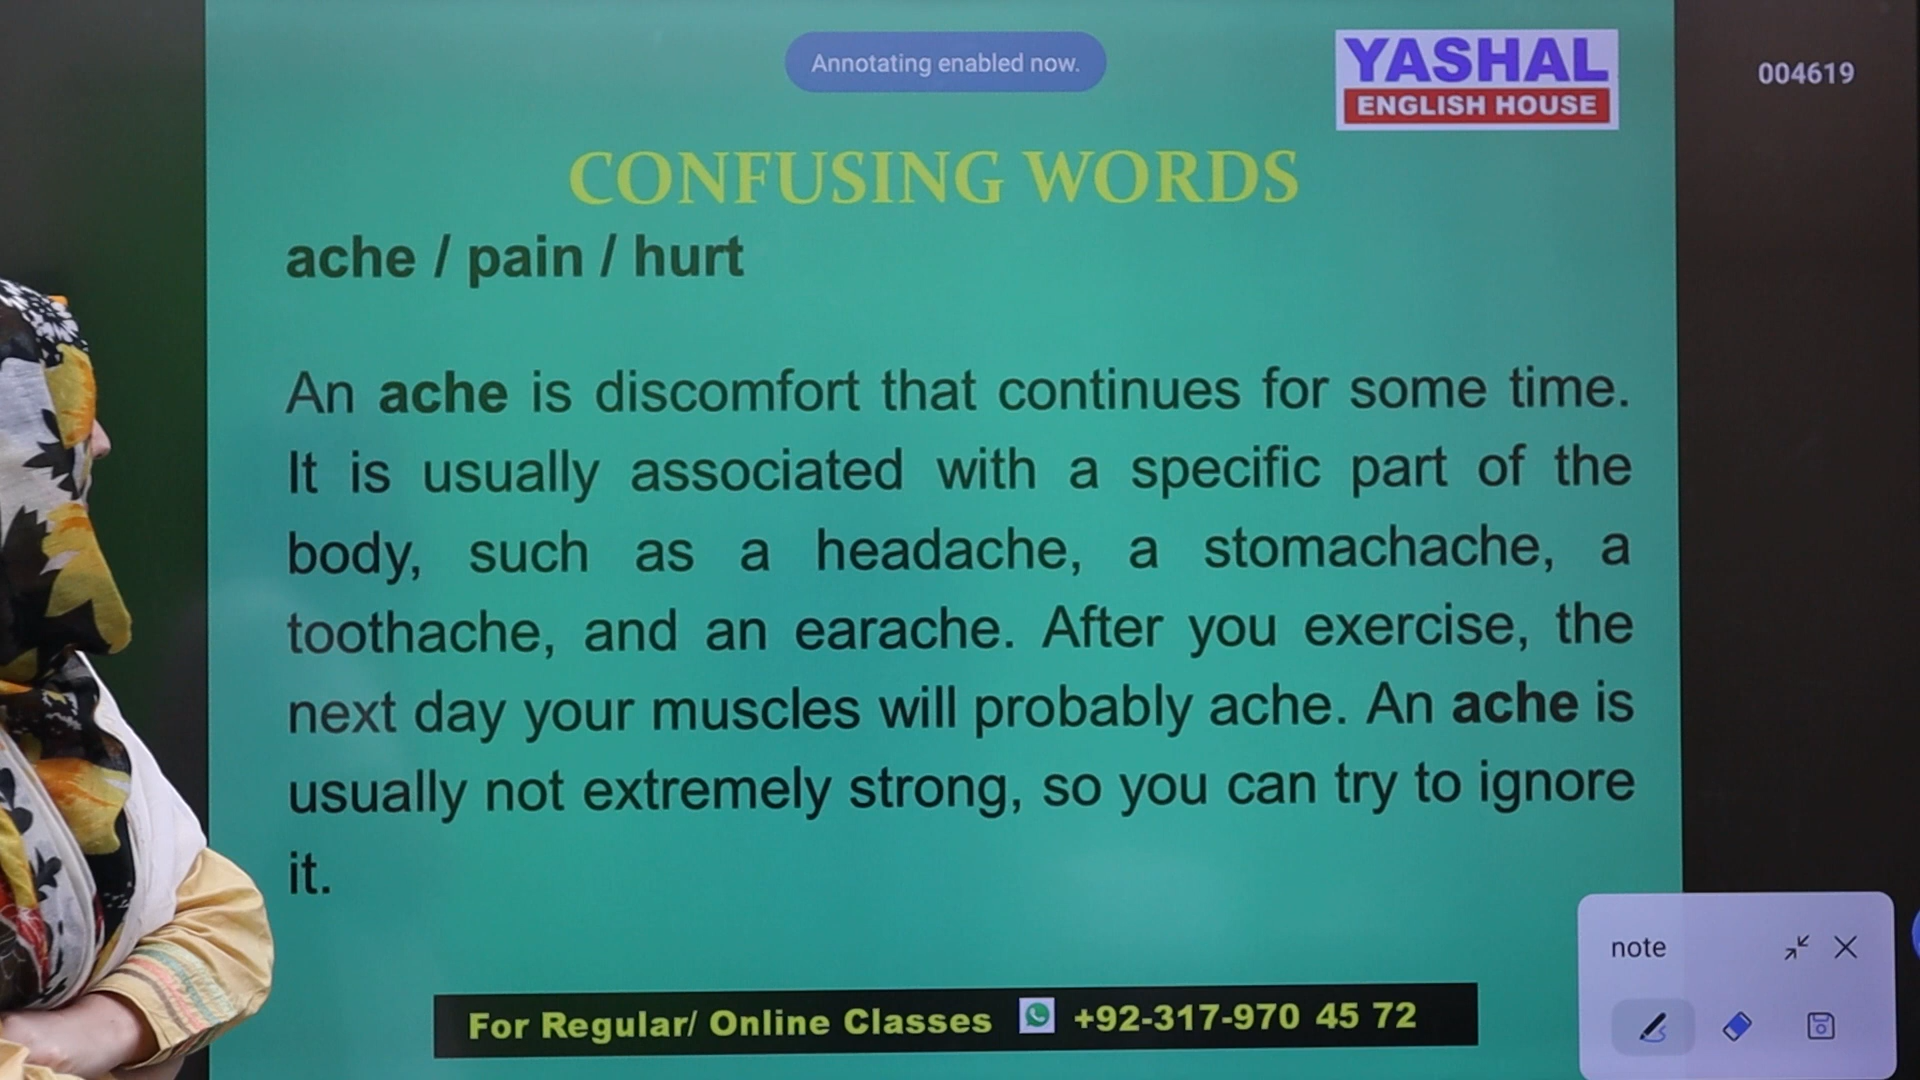 Annotating enabled now.
YASHAL
ENGLISH HOUSE
004619
CONFUSING WORDS
ache / pain / hurt
An ache is discomfort that continues for some time.
It is usually associated with a specific part of the
body, such as a headache, a stomachache, a
toothache, and an earache. After you exercise, the
next day your muscles will probably ache. An ache is
usually not extremely strong, so you can try to ignore
it.
note
For Regular/ Online Classes +92-317-970 45 72